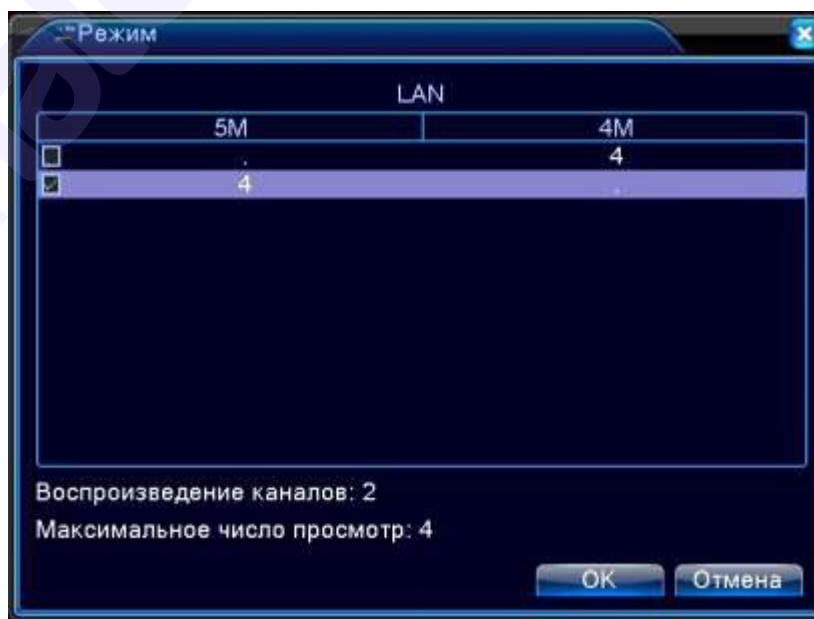 Режим
LAN
5M 4M
. 4
4 .
Воспроизведение каналов: 2
Максимальное число просмотр: 4
OK Отмена